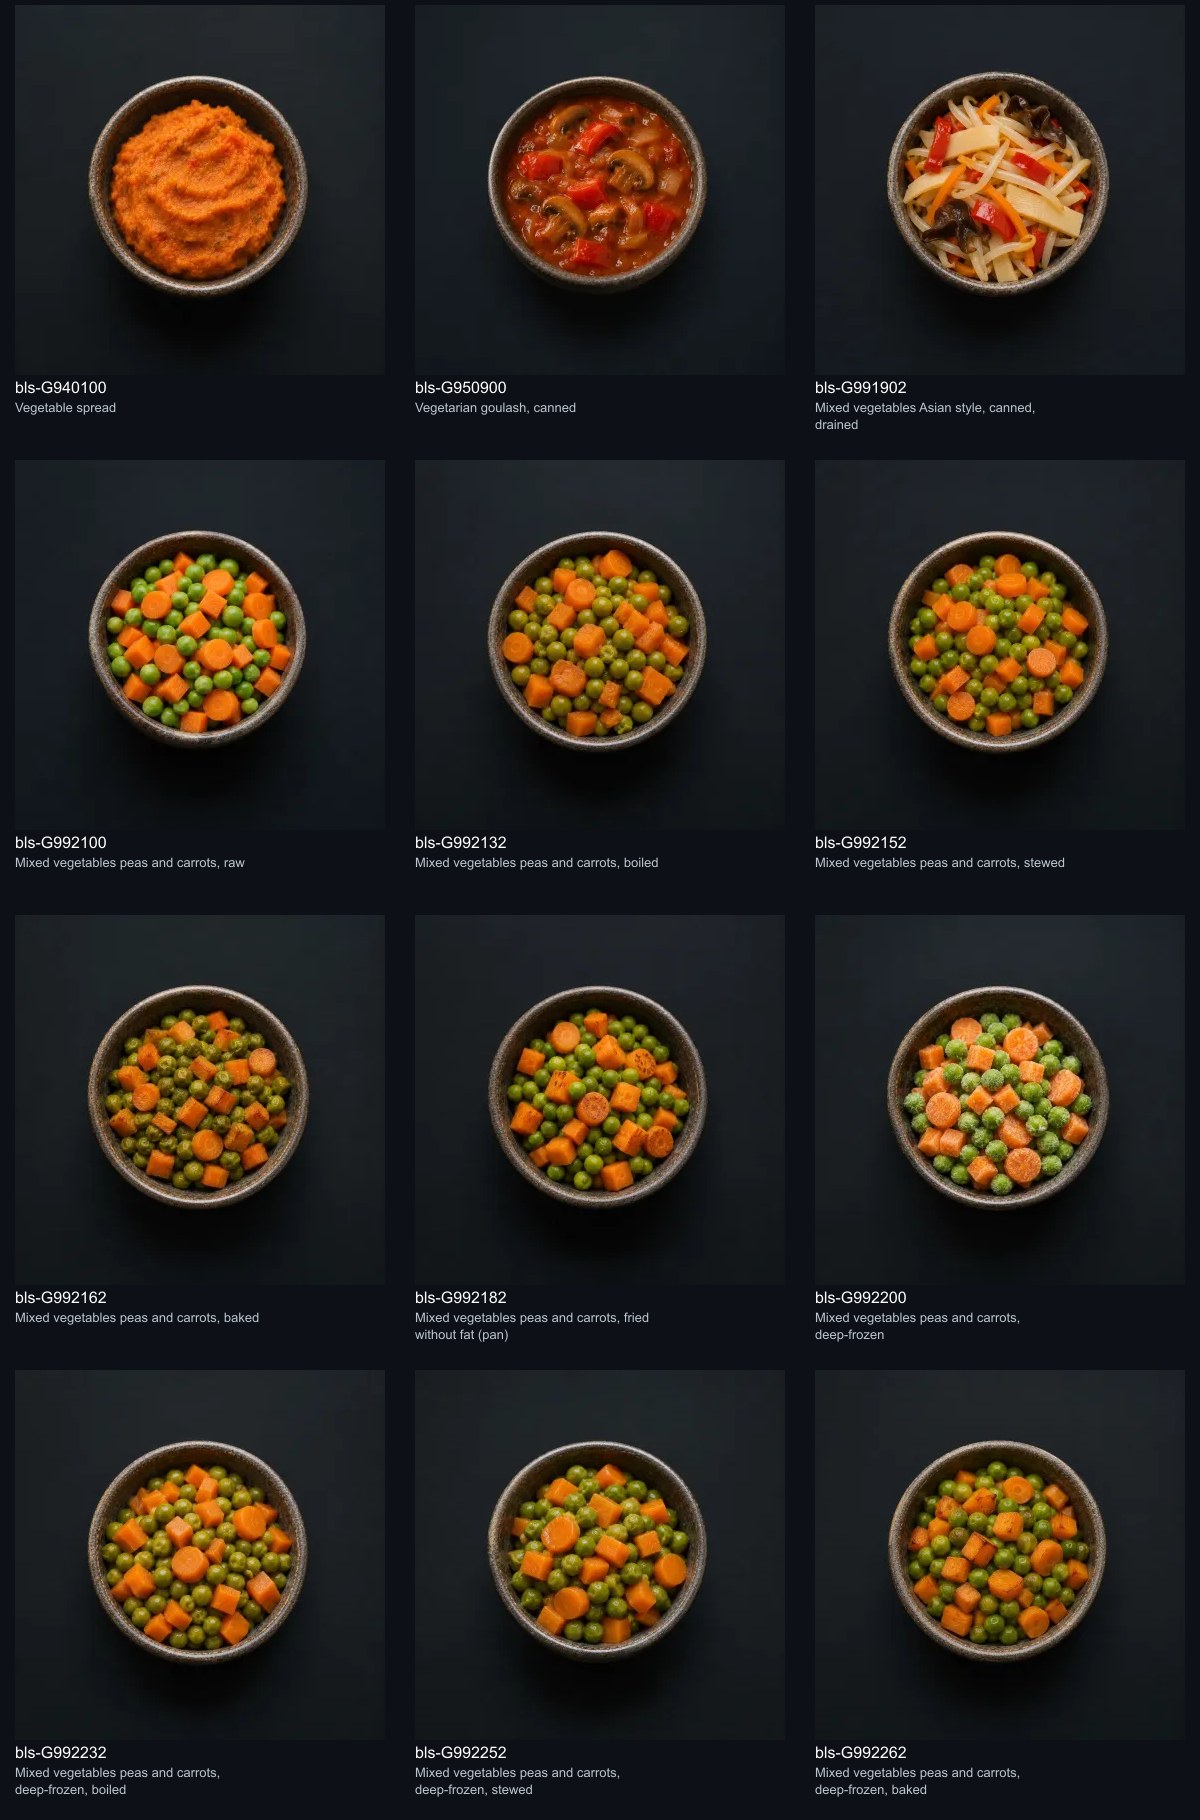 bls-G940100
Vegetable spread
bls-G950900
Vegetarian goulash, canned
bls-G991902
Mixed vegetables Asian style, canned,
drained
bls-G992100
Mixed vegetables peas and carrots, raw
bls-G992132
Mixed vegetables peas and carrots, boiled
bls-G992152
Mixed vegetables peas and carrots, stewed
bls-G992162
Mixed vegetables peas and carrots, baked
bls-G992182
Mixed vegetables peas and carrots, fried
without fat (pan)
bls-G992200
Mixed vegetables peas and carrots,
deep-frozen
bls-G992232
Mixed vegetables peas and carrots,
deep-frozen, boiled
bls-G992252
Mixed vegetables peas and carrots,
deep-frozen, stewed
bls-G992262
Mixed vegetables peas and carrots,
deep-frozen, baked